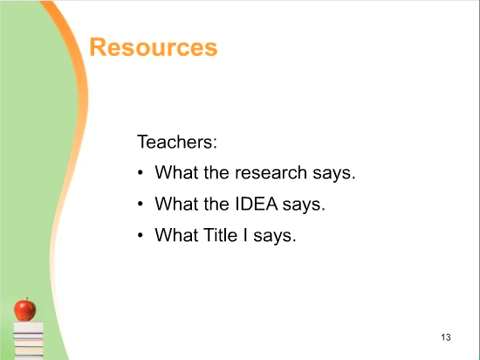 Resources
Teachers:
• What the research says.
• What the IDEA says.
• What Title I says.
13